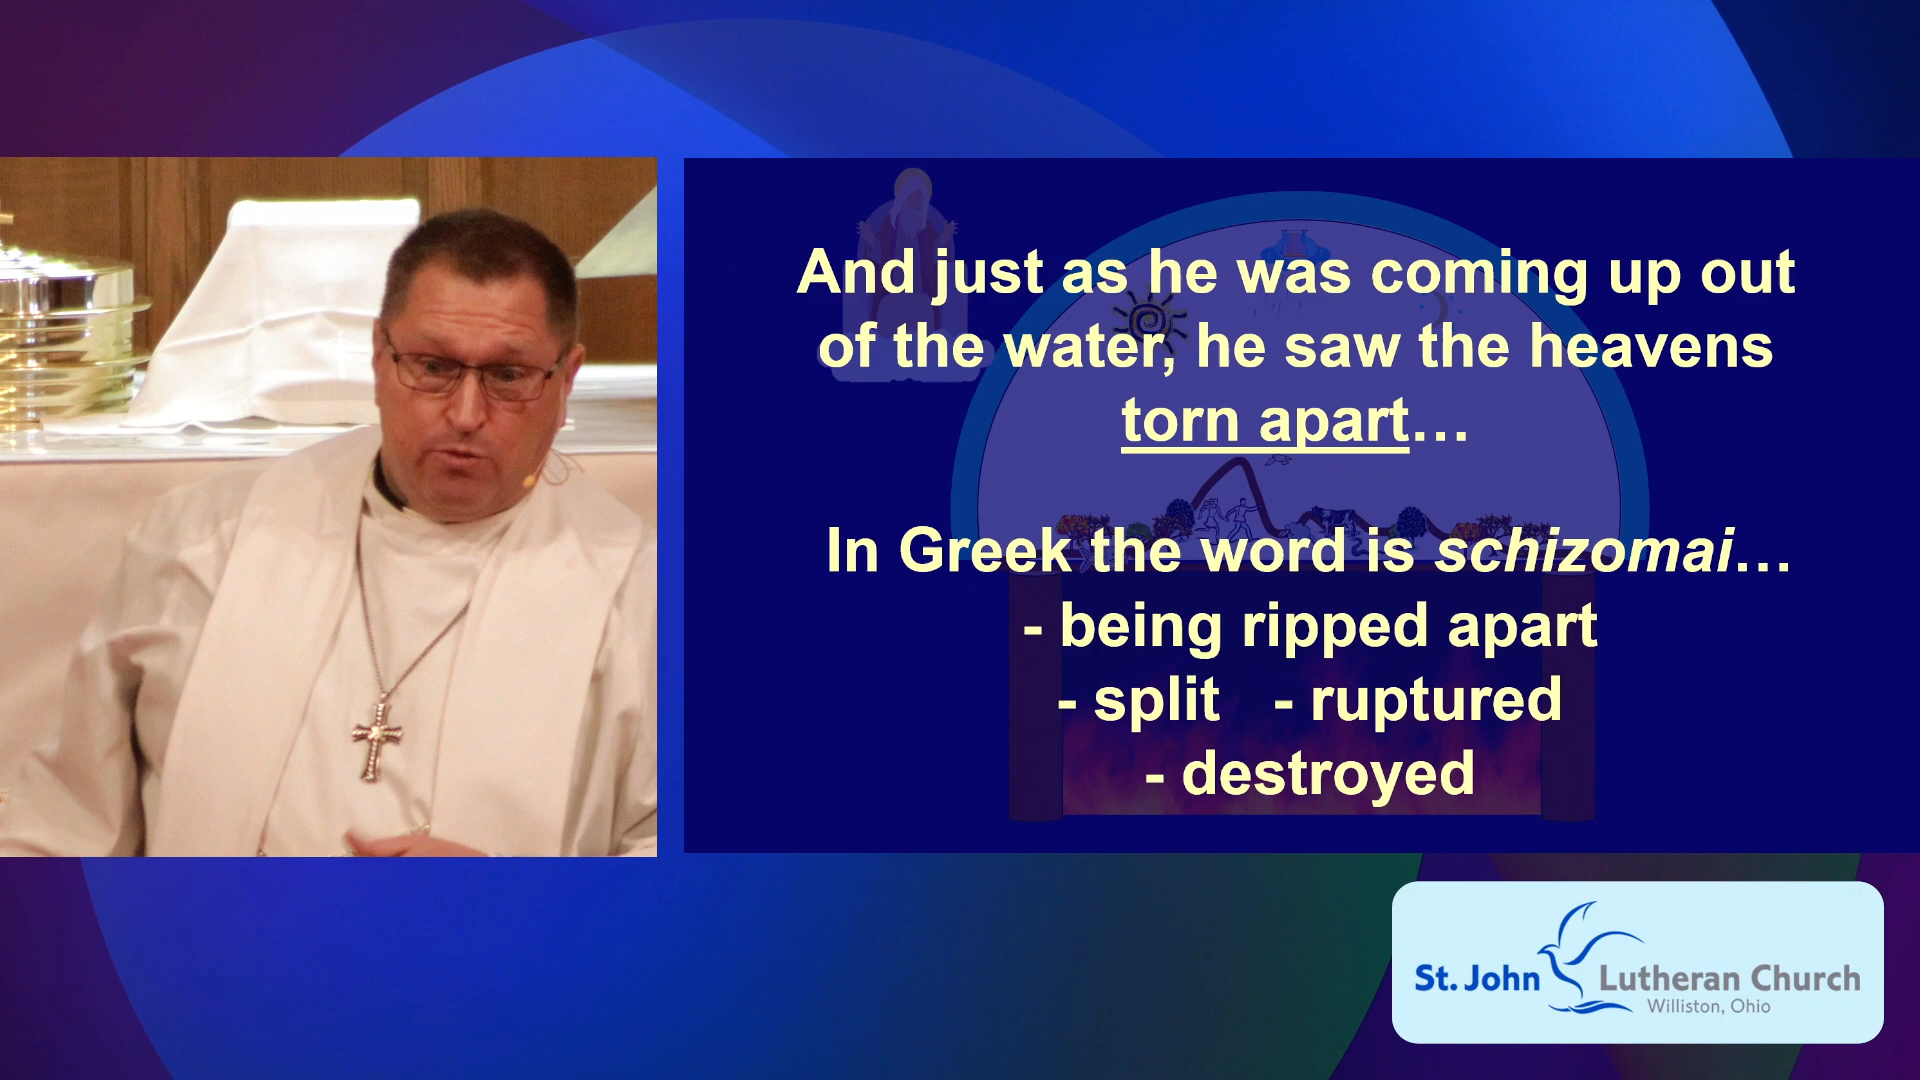 And just as he was coming up out
of the water, he saw the heavens
torn apart…
In Greek the word is schizomai…
- being ripped apart
- split - ruptured
- destroyed
St. John Lutheran Church
Williston, Ohio